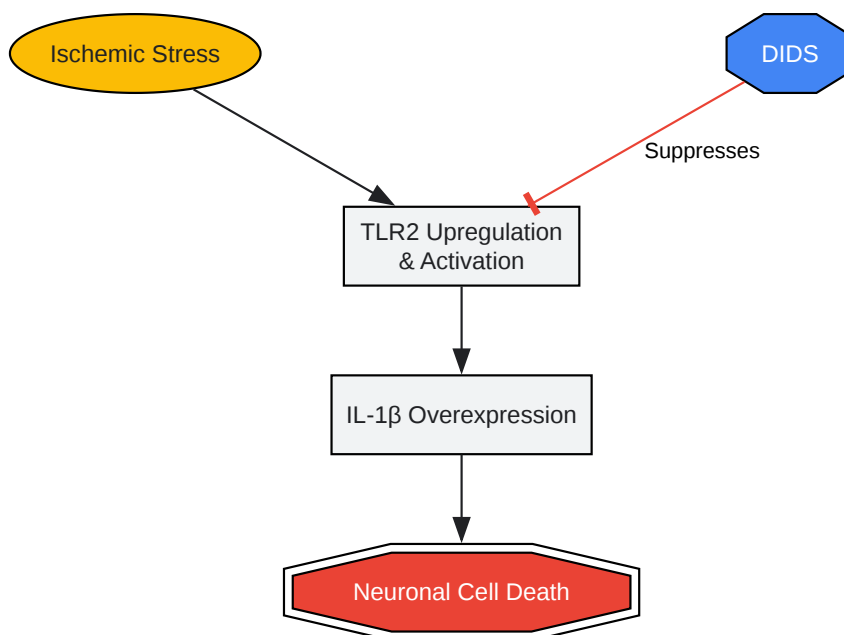 Ischemic Stress
DIDS
Suppresses
TLR2 Upregulation
& Activation
IL-1β Overexpression
Neuronal Cell Death